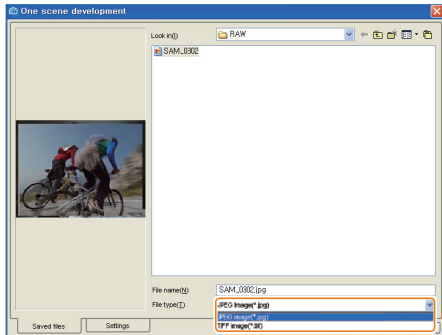 One scene development
Look in(I) RAW
SAM_0302
File name(N) SAM_0302.jpg
File type(T) JPEG image(*.jpg)
JPEG image(*.jpg)
TIFF image(*.tif)
Saved files Settings